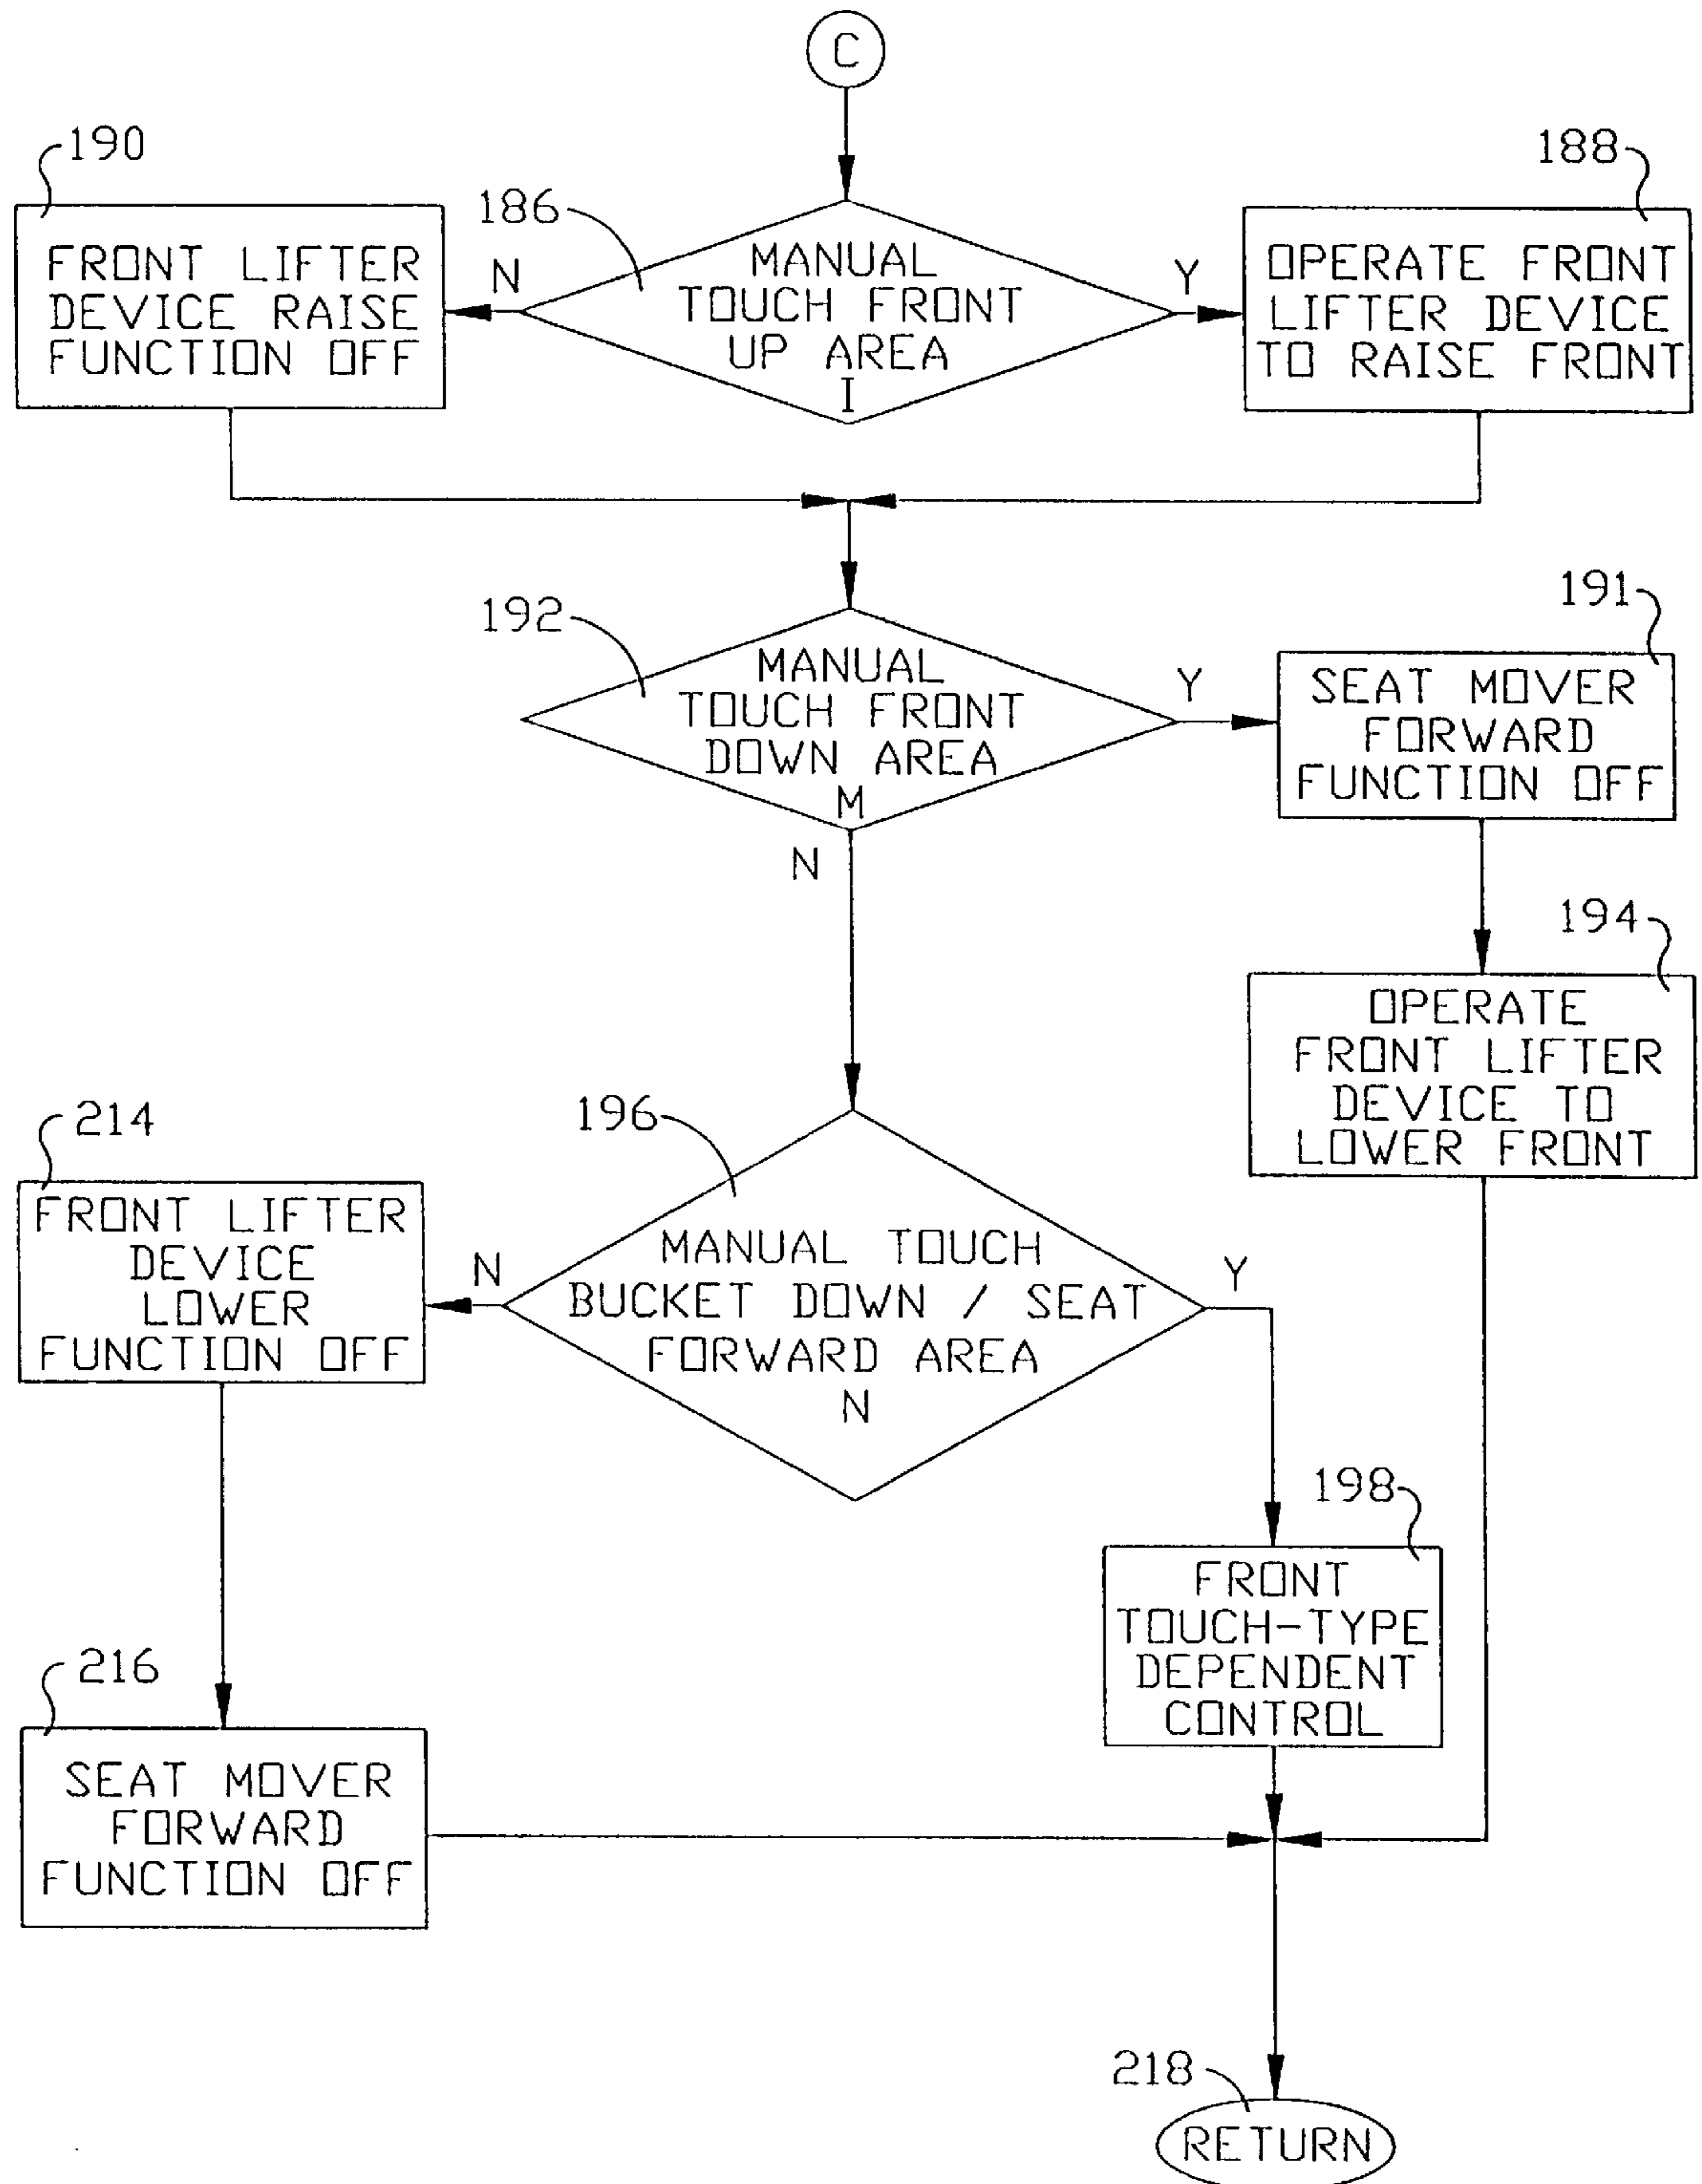 C
190
188
186
FRONT LIFTER
DEVICE RAISE
FUNCTION OFF
N
MANUAL
TOUCH FRONT
UP AREA
I
Y
OPERATE FRONT
LIFTER DEVICE
TO RAISE FRONT
192
191
MANUAL
TOUCH FRONT
DOWN AREA
M
Y
N
SEAT MOVER
FORWARD
FUNCTION OFF
194
OPERATE
FRONT LIFTER
DEVICE TO
LOWER FRONT
214
196
FRONT LIFTER
DEVICE
LOWER
FUNCTION OFF
N
MANUAL TOUCH
BUCKET DOWN / SEAT
FORWARD AREA
N
Y
198
FRONT
TOUCH-TYPE
DEPENDENT
CONTROL
216
SEAT MOVER
FORWARD
FUNCTION OFF
218
RETURN